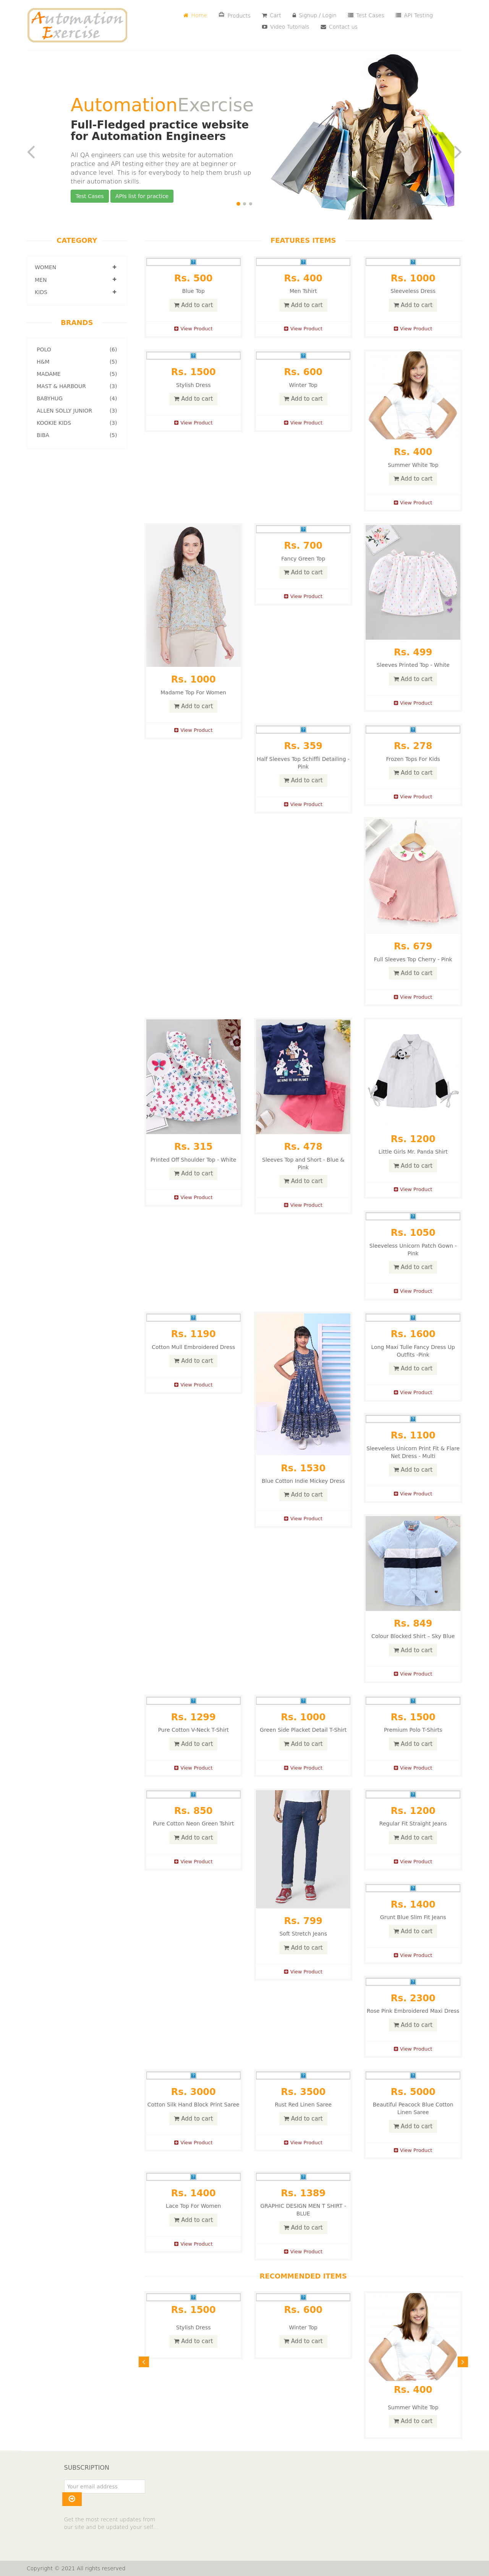 Automation
Exercise
Home
Products
Cart
Signup / Login
Test Cases
API Testing
Video Tutorials
Contact us
AutomationExercise
Full-Fledged practice website
for Automation Engineers
All QA engineers can use this website for automation
practice and API testing either they are at beginner or
advance level. This is for everybody to help them brush up
their automation skills.
Test Cases
APIs list for practice
CATEGORY
WOMEN
MEN
KIDS
BRANDS
POLO (6)
H&M (5)
MADAME (5)
MAST & HARBOUR (3)
BABYHUG (4)
ALLEN SOLLY JUNIOR (3)
KOOKIE KIDS (3)
BIBA (5)
FEATURES ITEMS
Rs. 500
Blue Top
Add to cart
View Product
Rs. 400
Men Tshirt
Add to cart
View Product
Rs. 1000
Sleeveless Dress
Add to cart
View Product
Rs. 1500
Stylish Dress
Add to cart
View Product
Rs. 600
Winter Top
Add to cart
View Product
Rs. 400
Summer White Top
Add to cart
View Product
Rs. 1000
Madame Top For Women
Add to cart
View Product
Rs. 700
Fancy Green Top
Add to cart
View Product
Rs. 499
Sleeves Printed Top - White
Add to cart
View Product
Rs. 359
Half Sleeves Top Schiffli Detailing -
Pink
Add to cart
View Product
Rs. 278
Frozen Tops For Kids
Add to cart
View Product
Rs. 679
Full Sleeves Top Cherry - Pink
Add to cart
View Product
Rs. 315
Printed Off Shoulder Top - White
Add to cart
View Product
Rs. 478
Sleeves Top and Short - Blue &
Pink
Add to cart
View Product
Rs. 1200
Little Girls Mr. Panda Shirt
Add to cart
View Product
Rs. 1050
Sleeveless Unicorn Patch Gown -
Pink
Add to cart
View Product
Rs. 1190
Cotton Mull Embroidered Dress
Add to cart
View Product
Rs. 1530
Blue Cotton Indie Mickey Dress
Add to cart
View Product
Rs. 1600
Long Maxi Tulle Fancy Dress Up
Outfits -Pink
Add to cart
View Product
Rs. 1100
Sleeveless Unicorn Print Fit & Flare
Net Dress - Multi
Add to cart
View Product
Rs. 849
Colour Blocked Shirt – Sky Blue
Add to cart
View Product
Rs. 1299
Pure Cotton V-Neck T-Shirt
Add to cart
View Product
Rs. 1000
Green Side Placket Detail T-Shirt
Add to cart
View Product
Rs. 1500
Premium Polo T-Shirts
Add to cart
View Product
Rs. 850
Pure Cotton Neon Green Tshirt
Add to cart
View Product
Rs. 799
Soft Stretch Jeans
Add to cart
View Product
Rs. 1200
Regular Fit Straight Jeans
Add to cart
View Product
Rs. 1400
Grunt Blue Slim Fit Jeans
Add to cart
View Product
Rs. 2300
Rose Pink Embroidered Maxi Dress
Add to cart
View Product
Rs. 3000
Cotton Silk Hand Block Print Saree
Add to cart
View Product
Rs. 3500
Rust Red Linen Saree
Add to cart
View Product
Rs. 5000
Beautiful Peacock Blue Cotton
Linen Saree
Add to cart
View Product
Rs. 1400
Lace Top For Women
Add to cart
View Product
Rs. 1389
GRAPHIC DESIGN MEN T SHIRT -
BLUE
Add to cart
View Product
RECOMMENDED ITEMS
Rs. 1500
Stylish Dress
Add to cart
Rs. 600
Winter Top
Add to cart
Rs. 400
Summer White Top
Add to cart
SUBSCRIPTION
Your email address
Get the most recent updates from
our site and be updated your self...
Copyright © 2021 All rights reserved